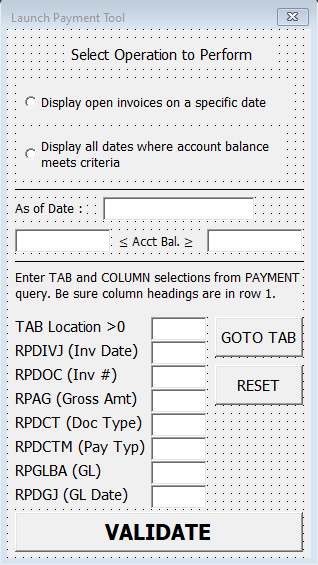 Launch Payment Tool
Select Operation to Perform
Display open invoices on a specific date
Display all dates where account balance
meets criteria
As of Date :
≤ Acct Bal. ≥
Enter TAB and COLUMN selections from PAYMENT
query. Be sure column headings are in row 1.
TAB Location >0
GOTO TAB
RPDIVJ (Inv Date)
RPDOC (Inv #)
RESET
RPAG (Gross Amt)
RPDCT (Doc Type)
RPDCTM (Pay Typ)
RPGLBA (GL)
RPDGJ (GL Date)
VALIDATE